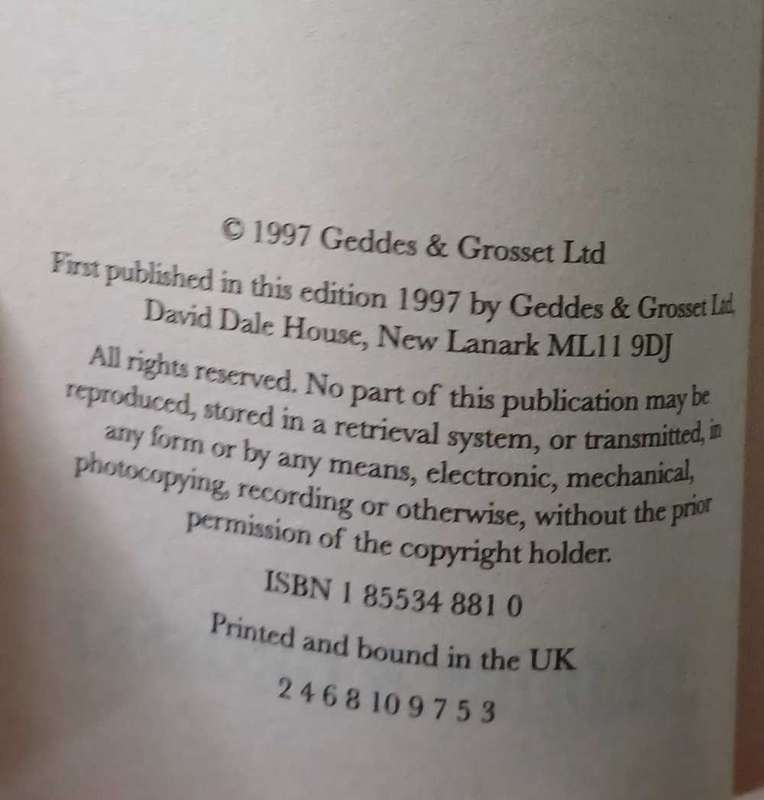 © 1997 Geddes & Grosset Ltd
First published in this edition 1997 by Geddes & Grosset Ltd,
David Dale House, New Lanark ML11 9DJ
All rights reserved. No part of this publication may be
reproduced, stored in a retrieval system, or transmitted, in
any form or by any means, electronic, mechanical,
photocopying, recording or otherwise, without the prior
permission of the copyright holder.
ISBN 1 85534 881 0
Printed and bound in the UK
2 4 6 8 10 9 7 5 3